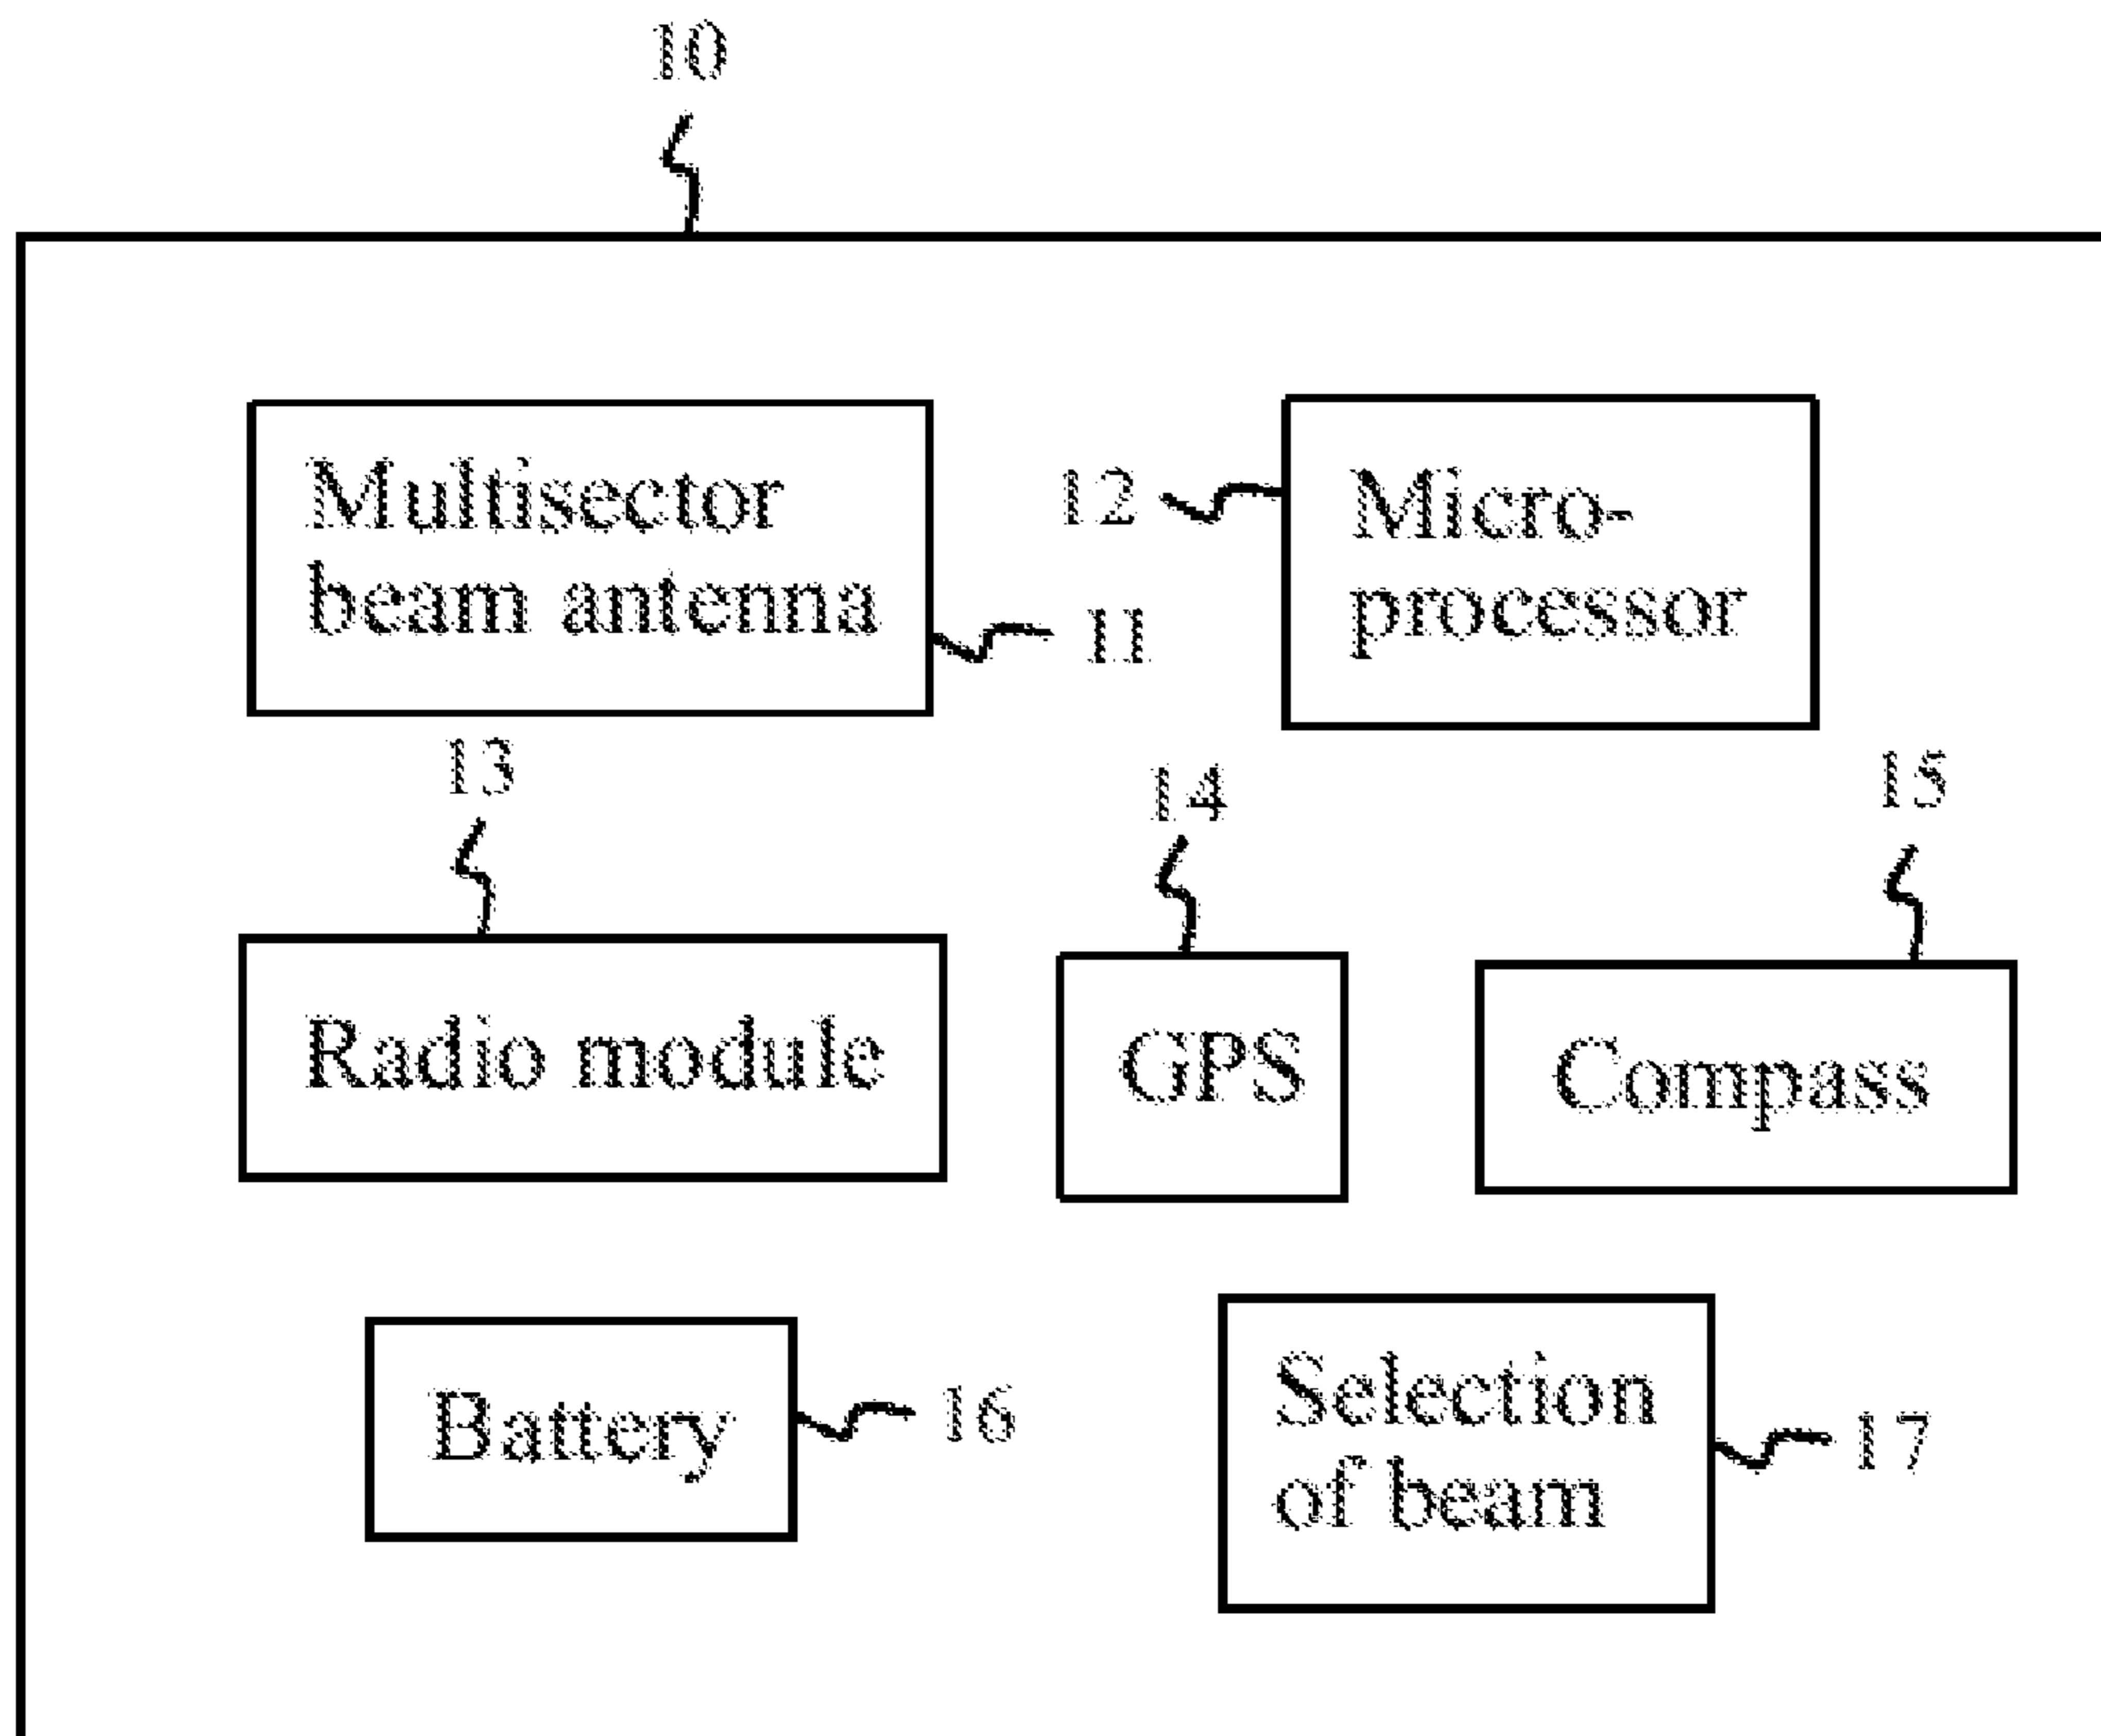 10
Multisector
beam antenna
11
12
Micro-
processor
13
14
15
Radio module
GPS
Compass
Battery
16
Selection
of beam
17